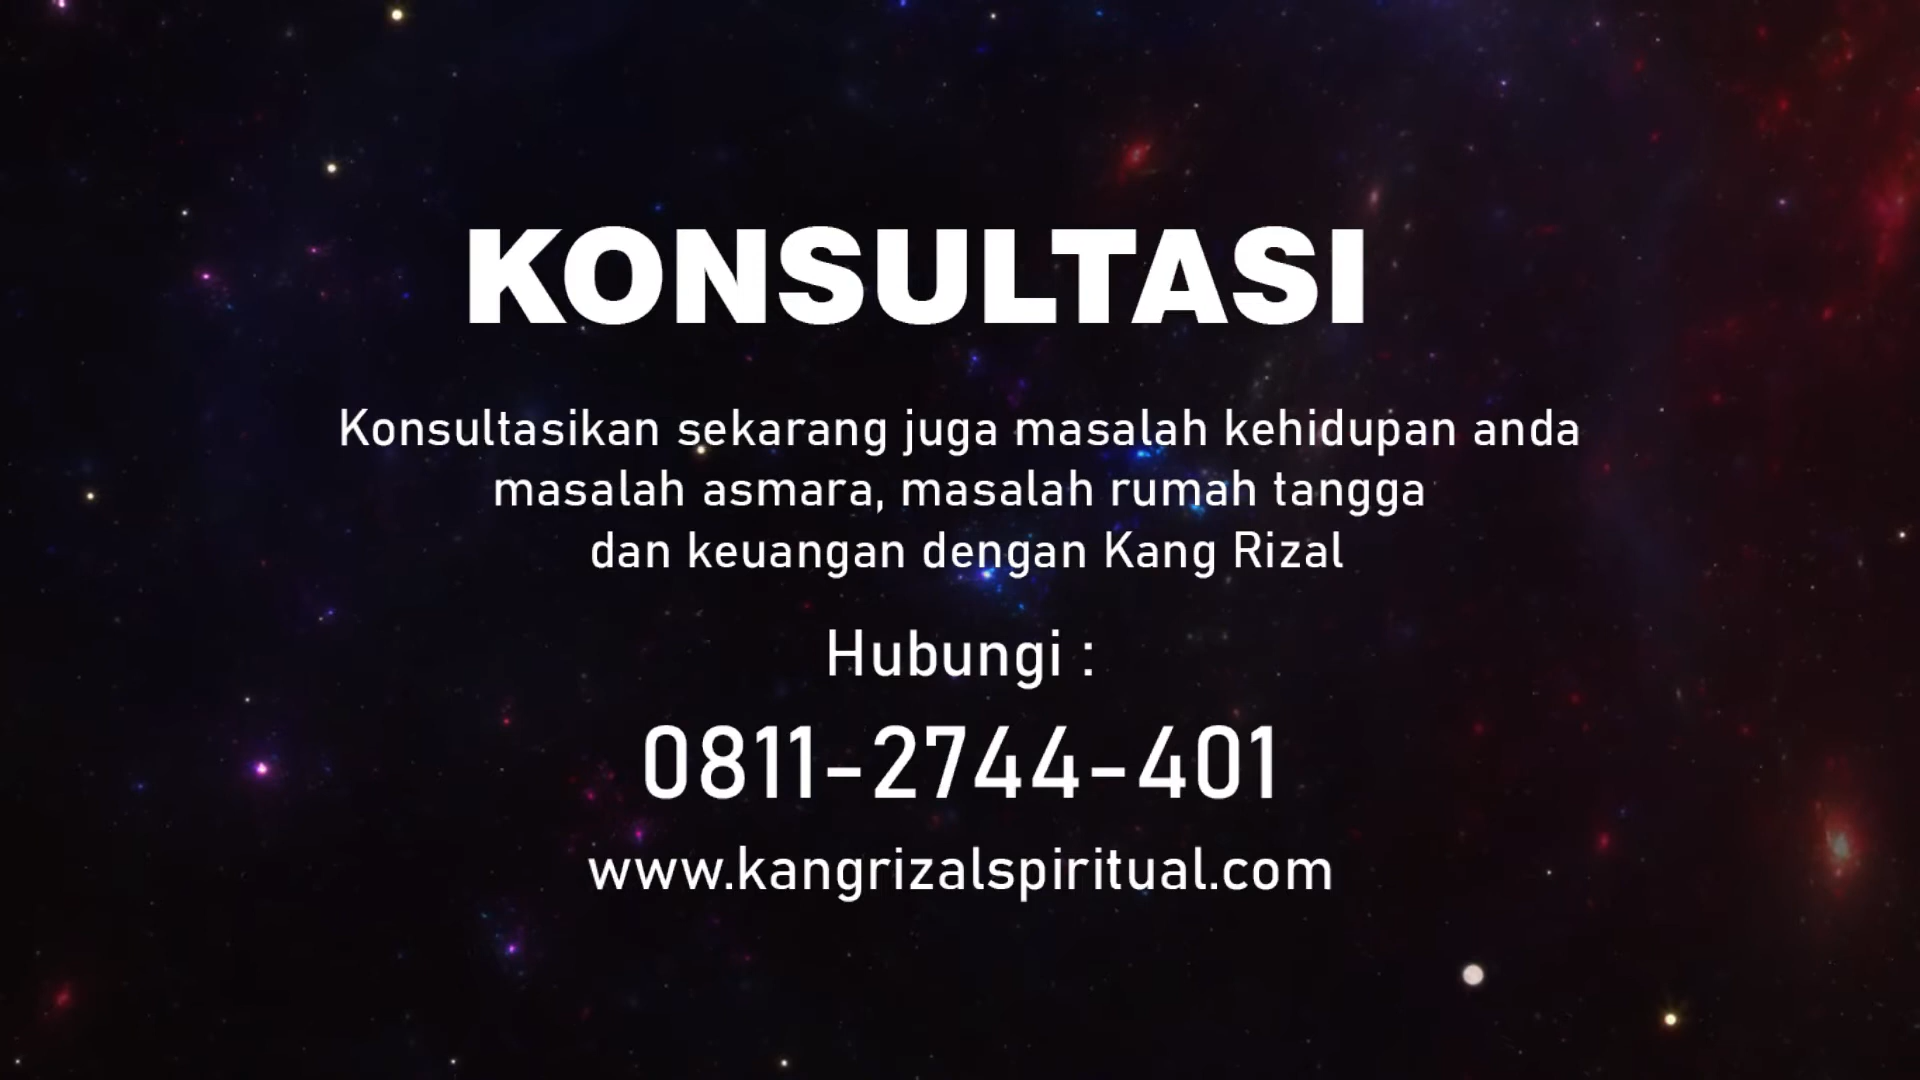 KONSULTASI
Konsultasikan sekarang juga masalah kehidupan anda
masalah asmara, masalah rumah tangga
dan keuangan dengan Kang Rizal
Hubungi :
0811-2744-401
www.kangrizalspiritual.com